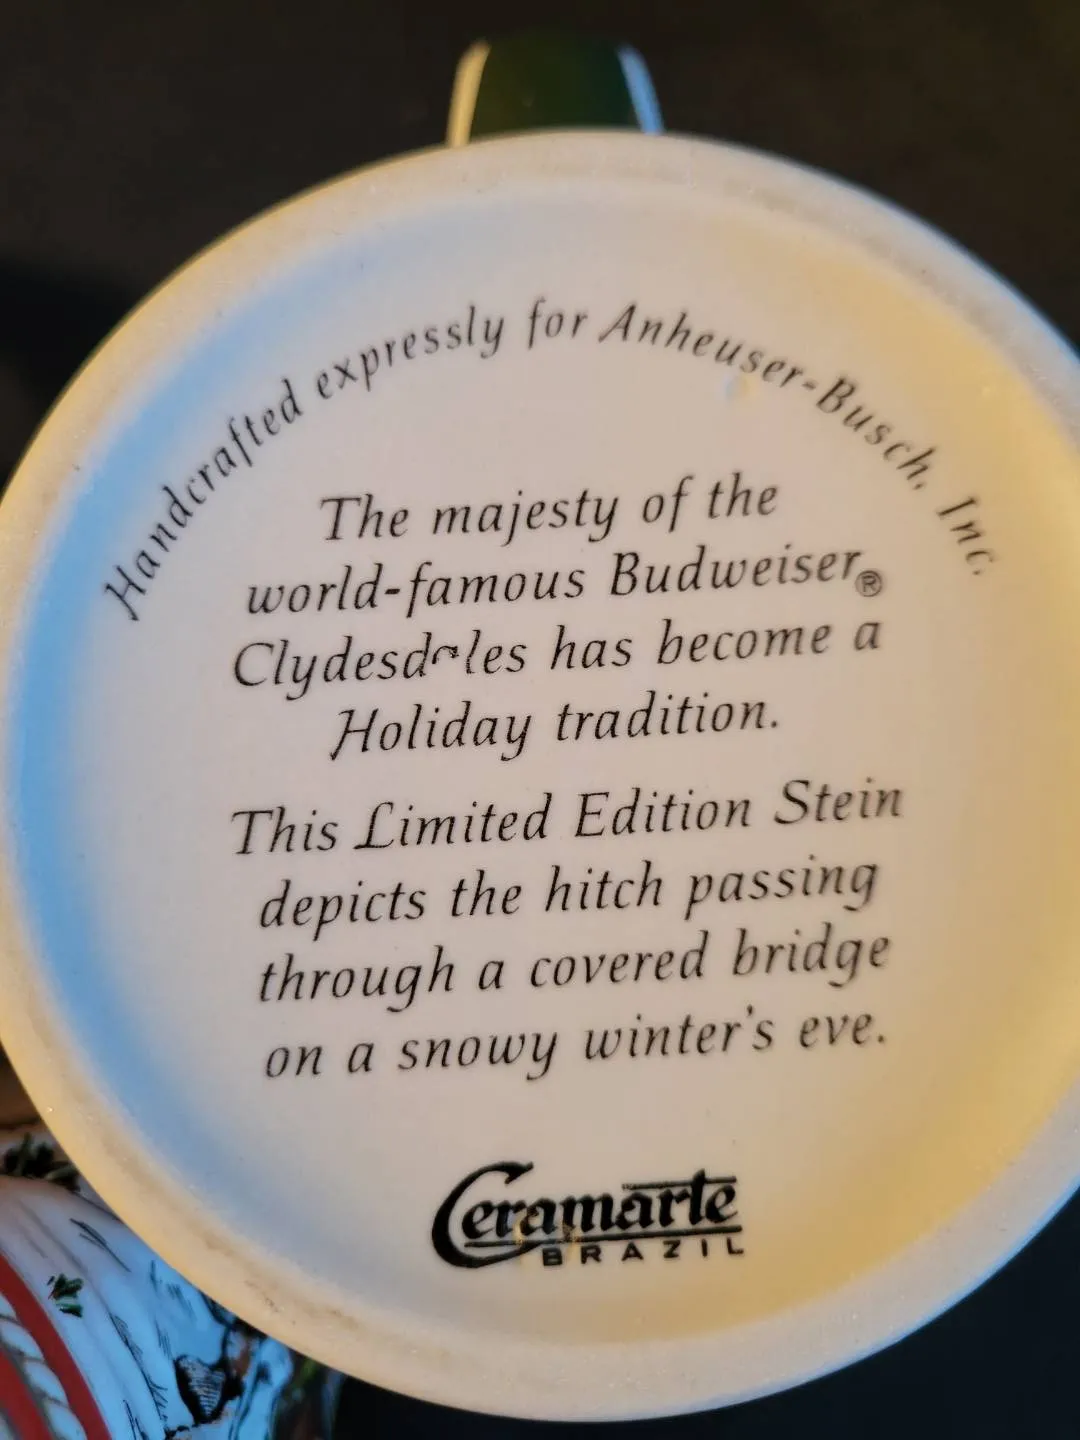 Handcrafted expressly for Anheuser-Busch, Inc.
The majesty of the
world-famous Budweiser®
Clydesdales has become a
Holiday tradition.
This Limited Edition Stein
depicts the hitch passing
through a covered bridge
on a snowy winter's eve.
Ceramarte
BRAZIL